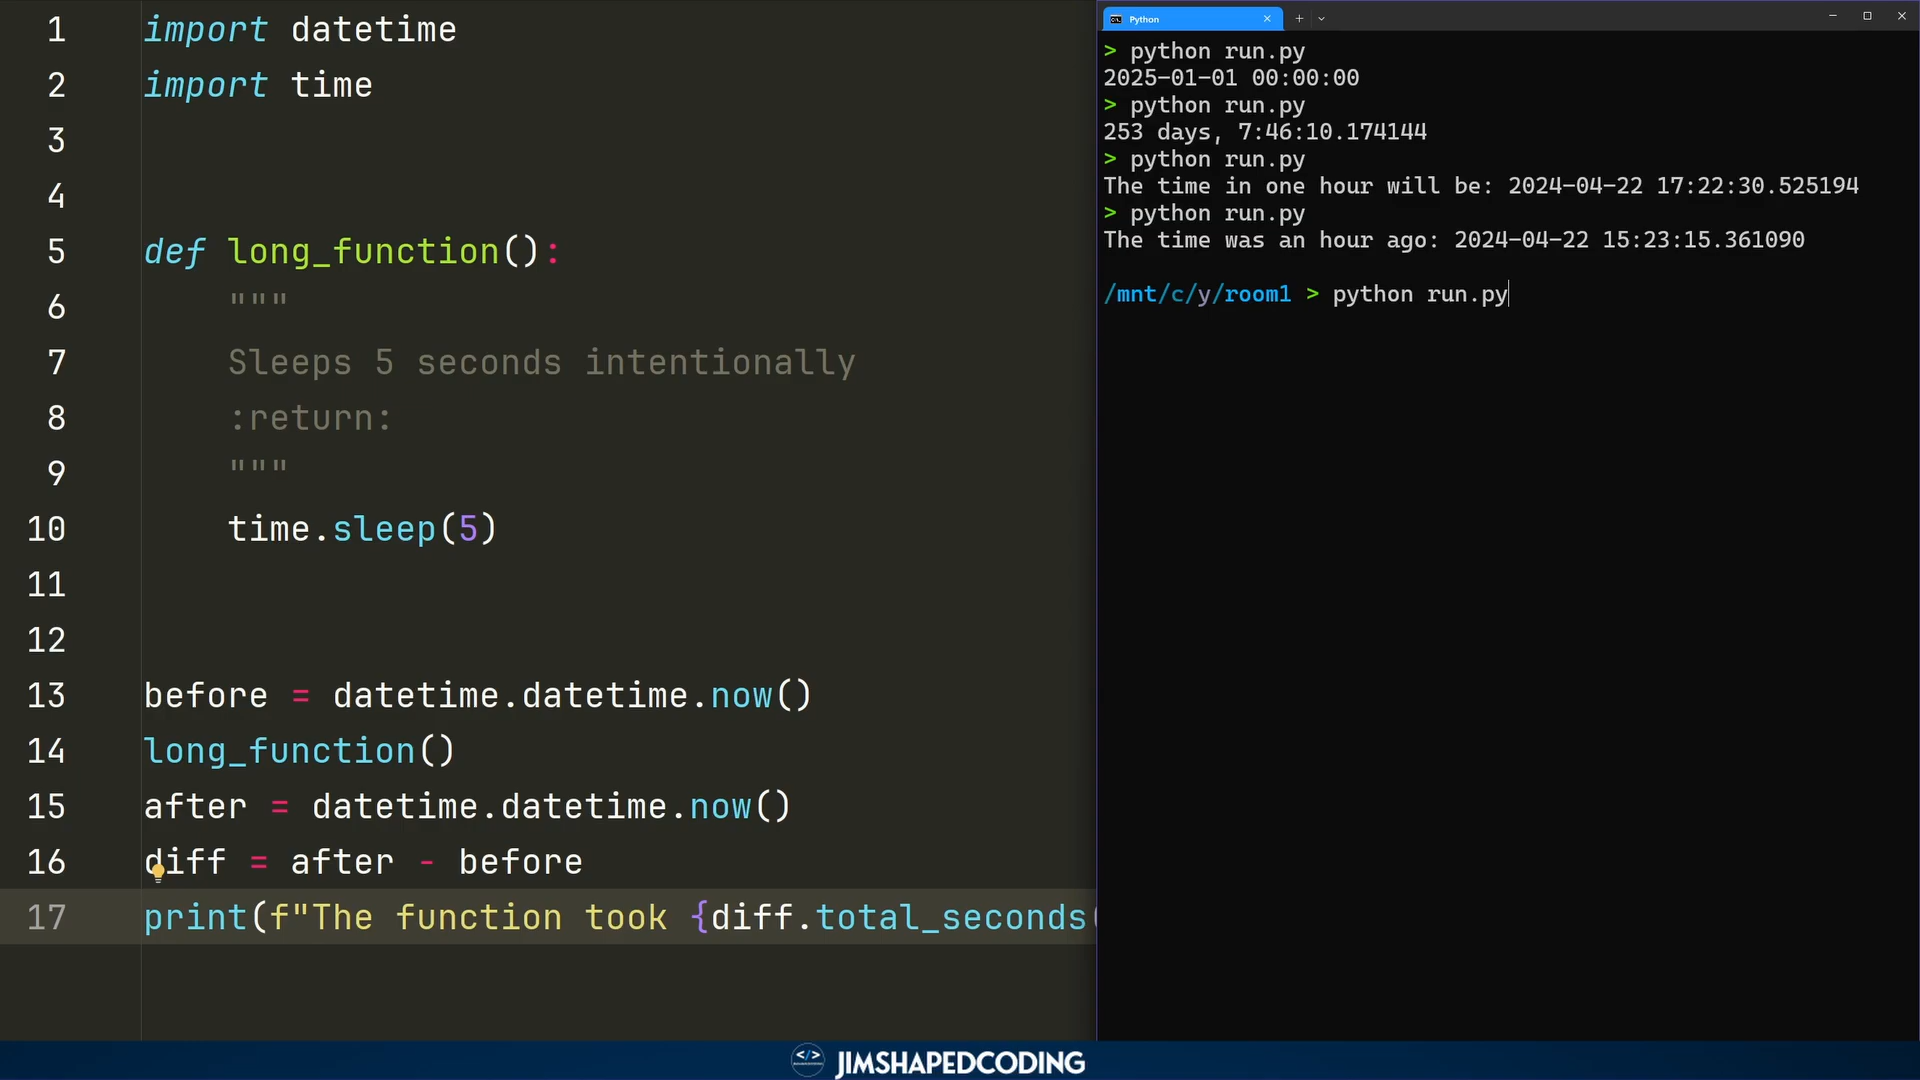 1 import datetime
2 import time
3
4
5 def long_function():
6 """
7 Sleeps 5 seconds intentionally
8 :return:
9 """
10 time.sleep(5)
11
12
13 before = datetime.datetime.now()
14 long_function()
15 after = datetime.datetime.now()
16 diff = after - before
17 print(f"The function took {diff.total_seconds(
Python
> python run.py
2025-01-01 00:00:00
> python run.py
253 days, 7:46:10.174144
> python run.py
The time in one hour will be: 2024-04-22 17:22:30.525194
> python run.py
The time was an hour ago: 2024-04-22 15:23:15.361090
/mnt/c/y/room1 > python run.py
</> JIMSHAPEDCODING